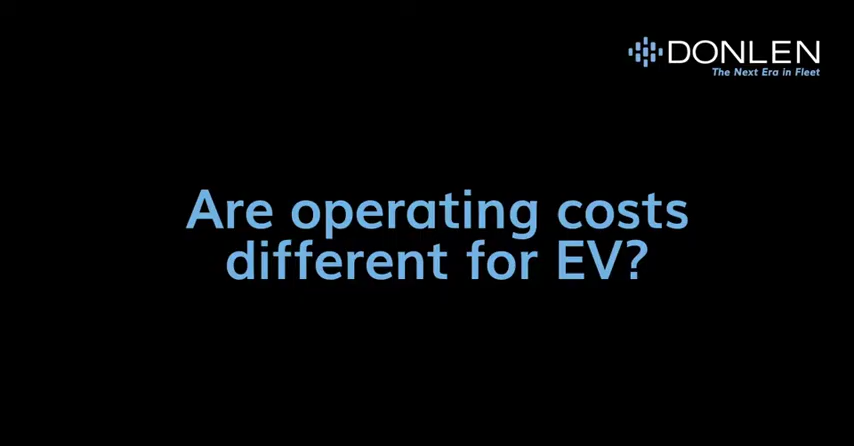 DONLEN
The Next Era in Fleet
Are operating costs
different for EV?